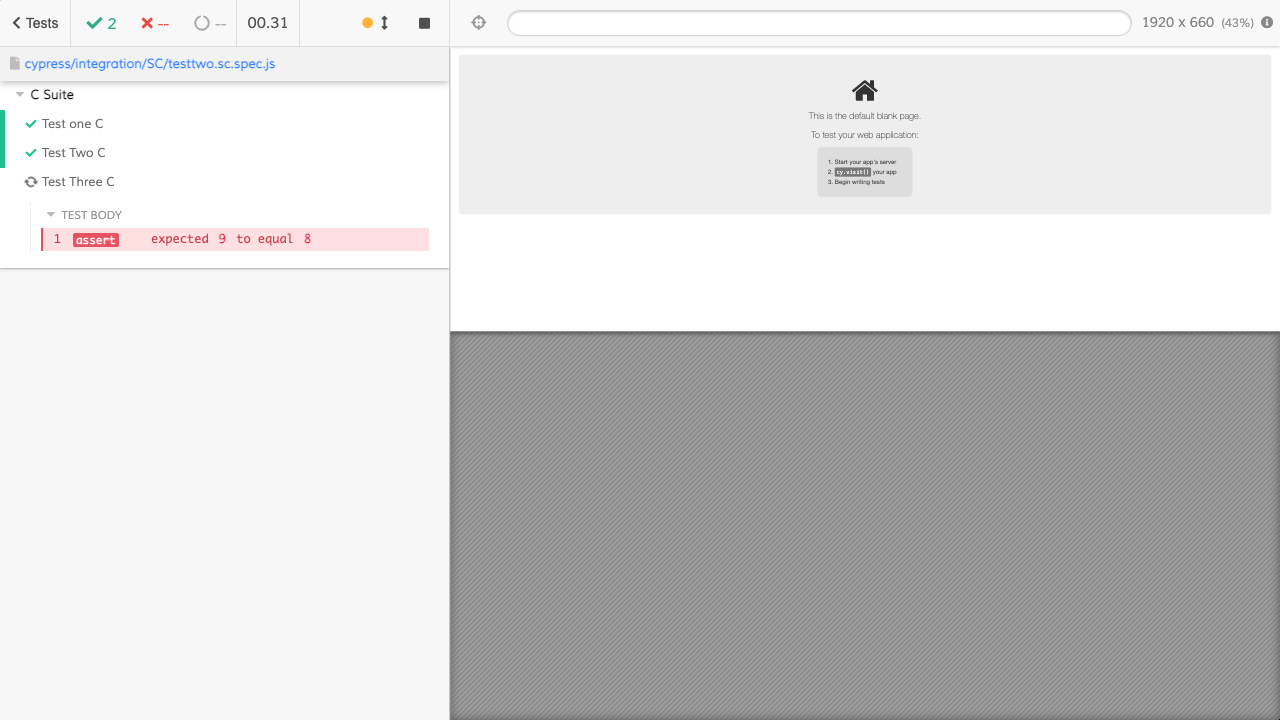 Tests 2 -- -- 00.31 1920 x 660 (43%)
cypress/integration/SC/testtwo.sc.spec.js
C Suite
Test one C
Test Two C
Test Three C
TEST BODY
1 assert expected 9 to equal 8
This is the default blank page.
To test your web application:
1. Start your app's server
2. cy.visit() your app
3. Begin writing tests